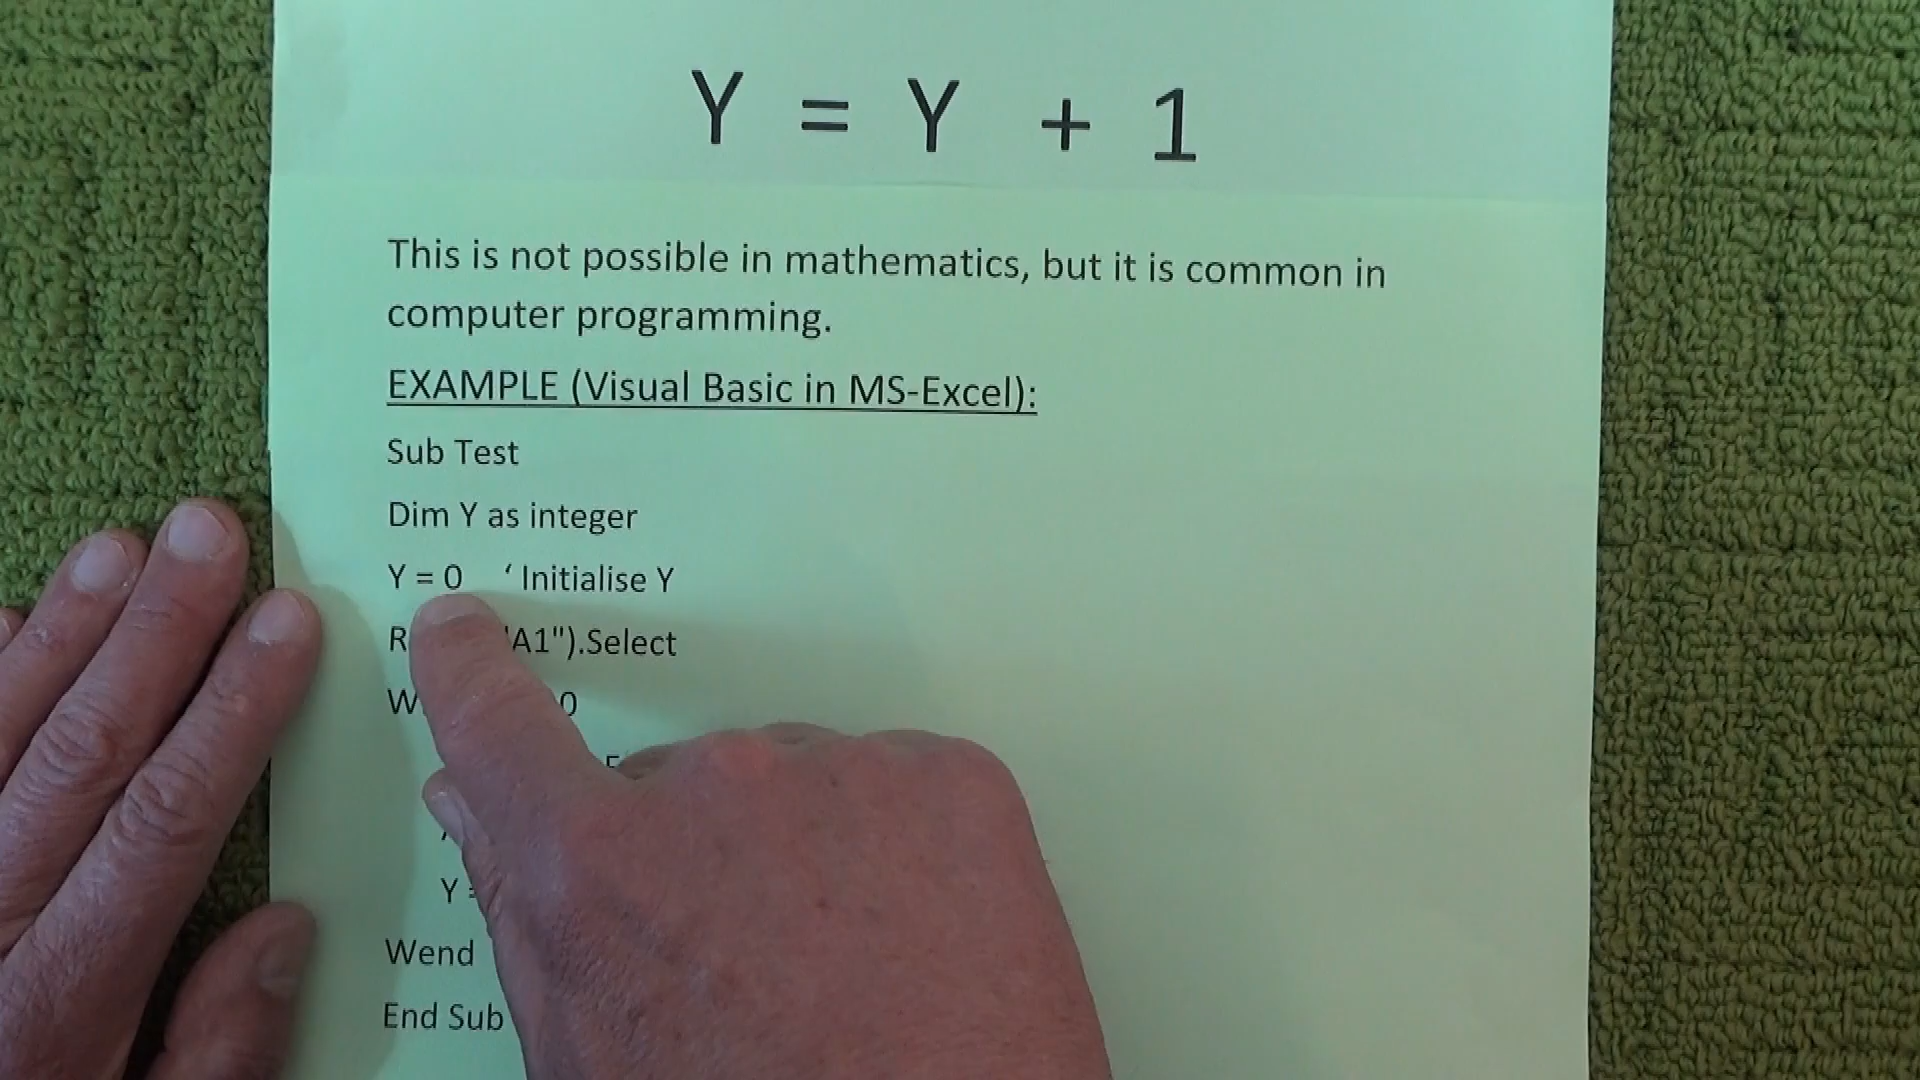 Y = Y + 1
This is not possible in mathematics, but it is common in
computer programming.
EXAMPLE (Visual Basic in MS-Excel):
Sub Test
Dim Y as integer
Y = 0 ‘ Initialise Y
"A1").Select
Y =
Wend
End Sub